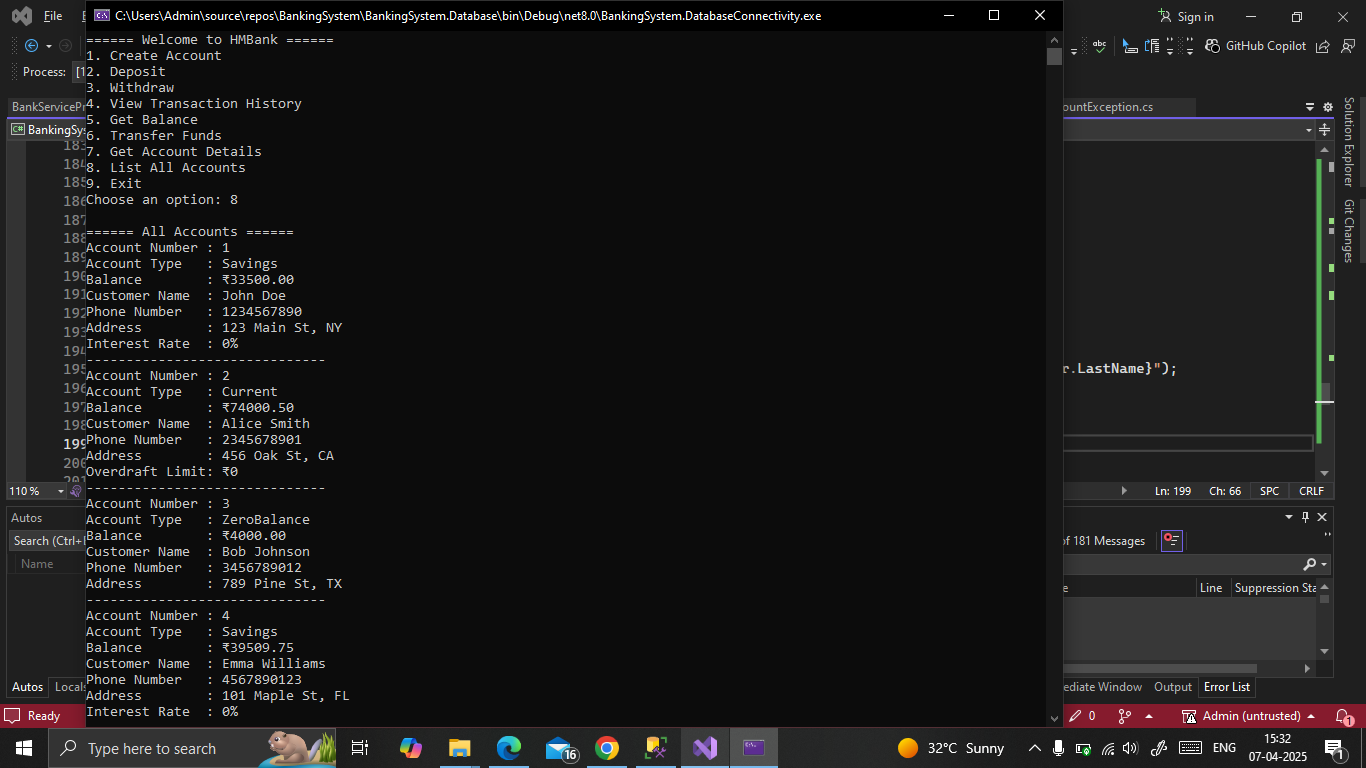 File
C:\Users\Admin\source\repos\BankingSystem\BankingSystem.Database\bin\Debug\net8.0\BankingSystem.DatabaseConnectivity.exe
Sign in
GitHub Copilot
Process:
====== Welcome to HMBank ======
1. Create Account
2. Deposit
3. Withdraw
4. View Transaction History
5. Get Balance
6. Transfer Funds
7. Get Account Details
8. List All Accounts
9. Exit
Choose an option: 8
====== All Accounts ======
Account Number : 1
Account Type   : Savings
Balance        : ₹33500.00
Customer Name  : John Doe
Phone Number   : 1234567890
Address        : 123 Main St, NY
Interest Rate  : 0%
------------------------------
Account Number : 2
Account Type   : Current
Balance        : ₹74000.50
Customer Name  : Alice Smith
Phone Number   : 2345678901
Address        : 456 Oak St, CA
Overdraft Limit: ₹0
------------------------------
Account Number : 3
Account Type   : ZeroBalance
Balance        : ₹4000.00
Customer Name  : Bob Johnson
Phone Number   : 3456789012
Address        : 789 Pine St, TX
------------------------------
Account Number : 4
Account Type   : Savings
Balance        : ₹39509.75
Customer Name  : Emma Williams
Phone Number   : 4567890123
Address        : 101 Maple St, FL
Interest Rate  : 0%
BankServicePr
BankingSys
ountException.cs
Solution Explorer
Git Changes
184
185
186
187
188
189
190
191
192
193
194
195
196
197
198
199
200
r.LastName}");
110 %
Ln: 199
Ch: 66
SPC
CRLF
Autos
Search (Ctrl+
Name
of 181 Messages
Line
Suppression Sta
Autos
Locals
ediate Window
Output
Error List
Ready
0
Admin (untrusted)
1
Type here to search
16
32°C Sunny
ENG
15:32
07-04-2025
1